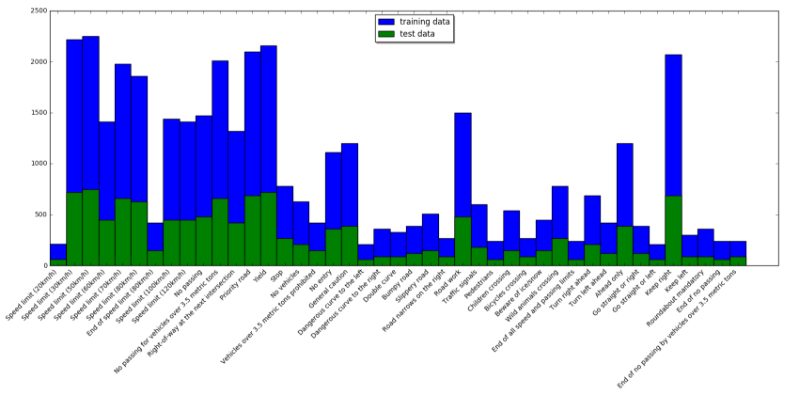 2500
2000
1500
1000
500
0
training data
test data
Speed limit (20km/h)
Speed limit (30km/h)
Speed limit (50km/h)
Speed limit (60km/h)
Speed limit (70km/h)
Speed limit (80km/h)
End of speed limit (80km/h)
Speed limit (100km/h)
Speed limit (120km/h)
No passing
No passing for vehicles over 3.5 metric tons
Right-of-way at the next intersection
Priority road
Yield
Stop
No vehicles
Vehicles over 3.5 metric tons prohibited
No entry
General caution
Dangerous curve to the left
Dangerous curve to the right
Double curve
Bumpy road
Slippery road
Road narrows on the right
Road work
Traffic signals
Pedestrians
Children crossing
Bicycles crossing
Beware of ice/snow
Wild animals crossing
End of all speed and passing limits
Turn right ahead
Turn left ahead
Ahead only
Go straight or right
Go straight or left
Keep right
Keep left
Roundabout mandatory
End of no passing
End of no passing by vehicles over 3.5 metric tons